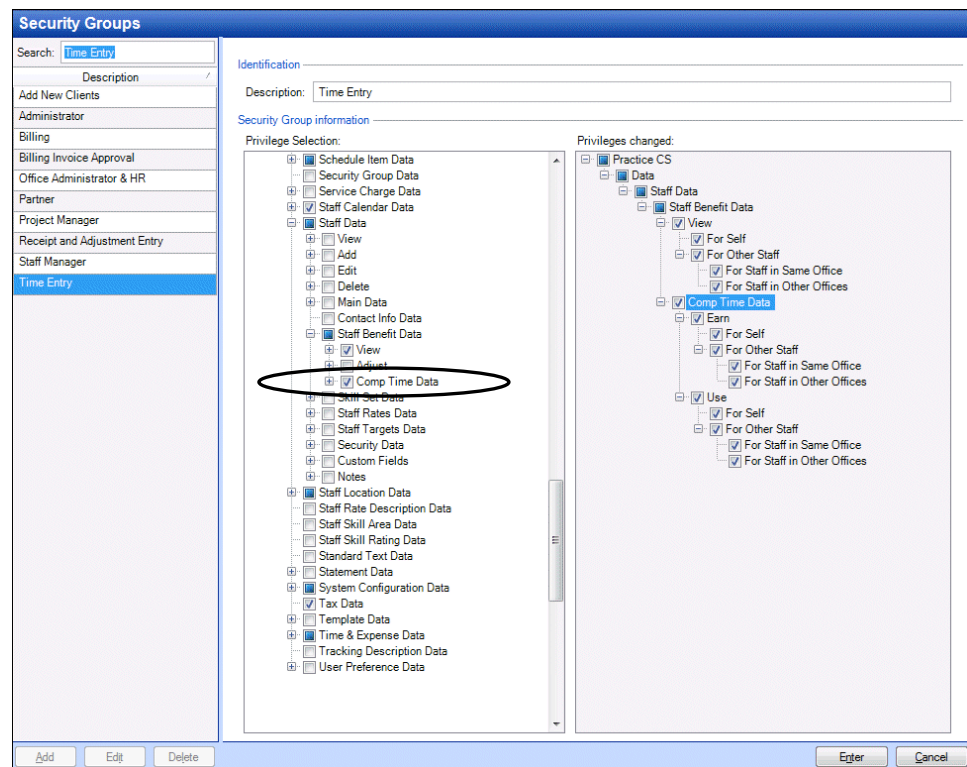 Security Groups
Search: Time Entry
Description
Add New Clients
Administrator
Billing
Billing Invoice Approval
Office Administrator & HR
Partner
Project Manager
Receipt and Adjustment Entry
Staff Manager
Time Entry
Identification
Description: Time Entry
Security Group information
Privilege Selection:
Schedule Item Data
Security Group Data
Service Charge Data
Staff Calendar Data
Staff Data
View
Add
Edit
Delete
Main Data
Contact Info Data
Staff Benefit Data
View
Adjust
Comp Time Data
Skill Set Data
Staff Rates Data
Staff Targets Data
Security Data
Custom Fields
Notes
Staff Location Data
Staff Rate Description Data
Staff Skill Area Data
Staff Skill Rating Data
Standard Text Data
Statement Data
System Configuration Data
Tax Data
Template Data
Time & Expense Data
Tracking Description Data
User Preference Data
Privileges changed:
Practice CS
Data
Staff Data
Staff Benefit Data
View
For Self
For Other Staff
For Staff in Same Office
For Staff in Other Offices
Comp Time Data
Earn
For Self
For Other Staff
For Staff in Same Office
For Staff in Other Offices
Use
For Self
For Other Staff
For Staff in Same Office
For Staff in Other Offices
Add Edit Delete Enter Cancel